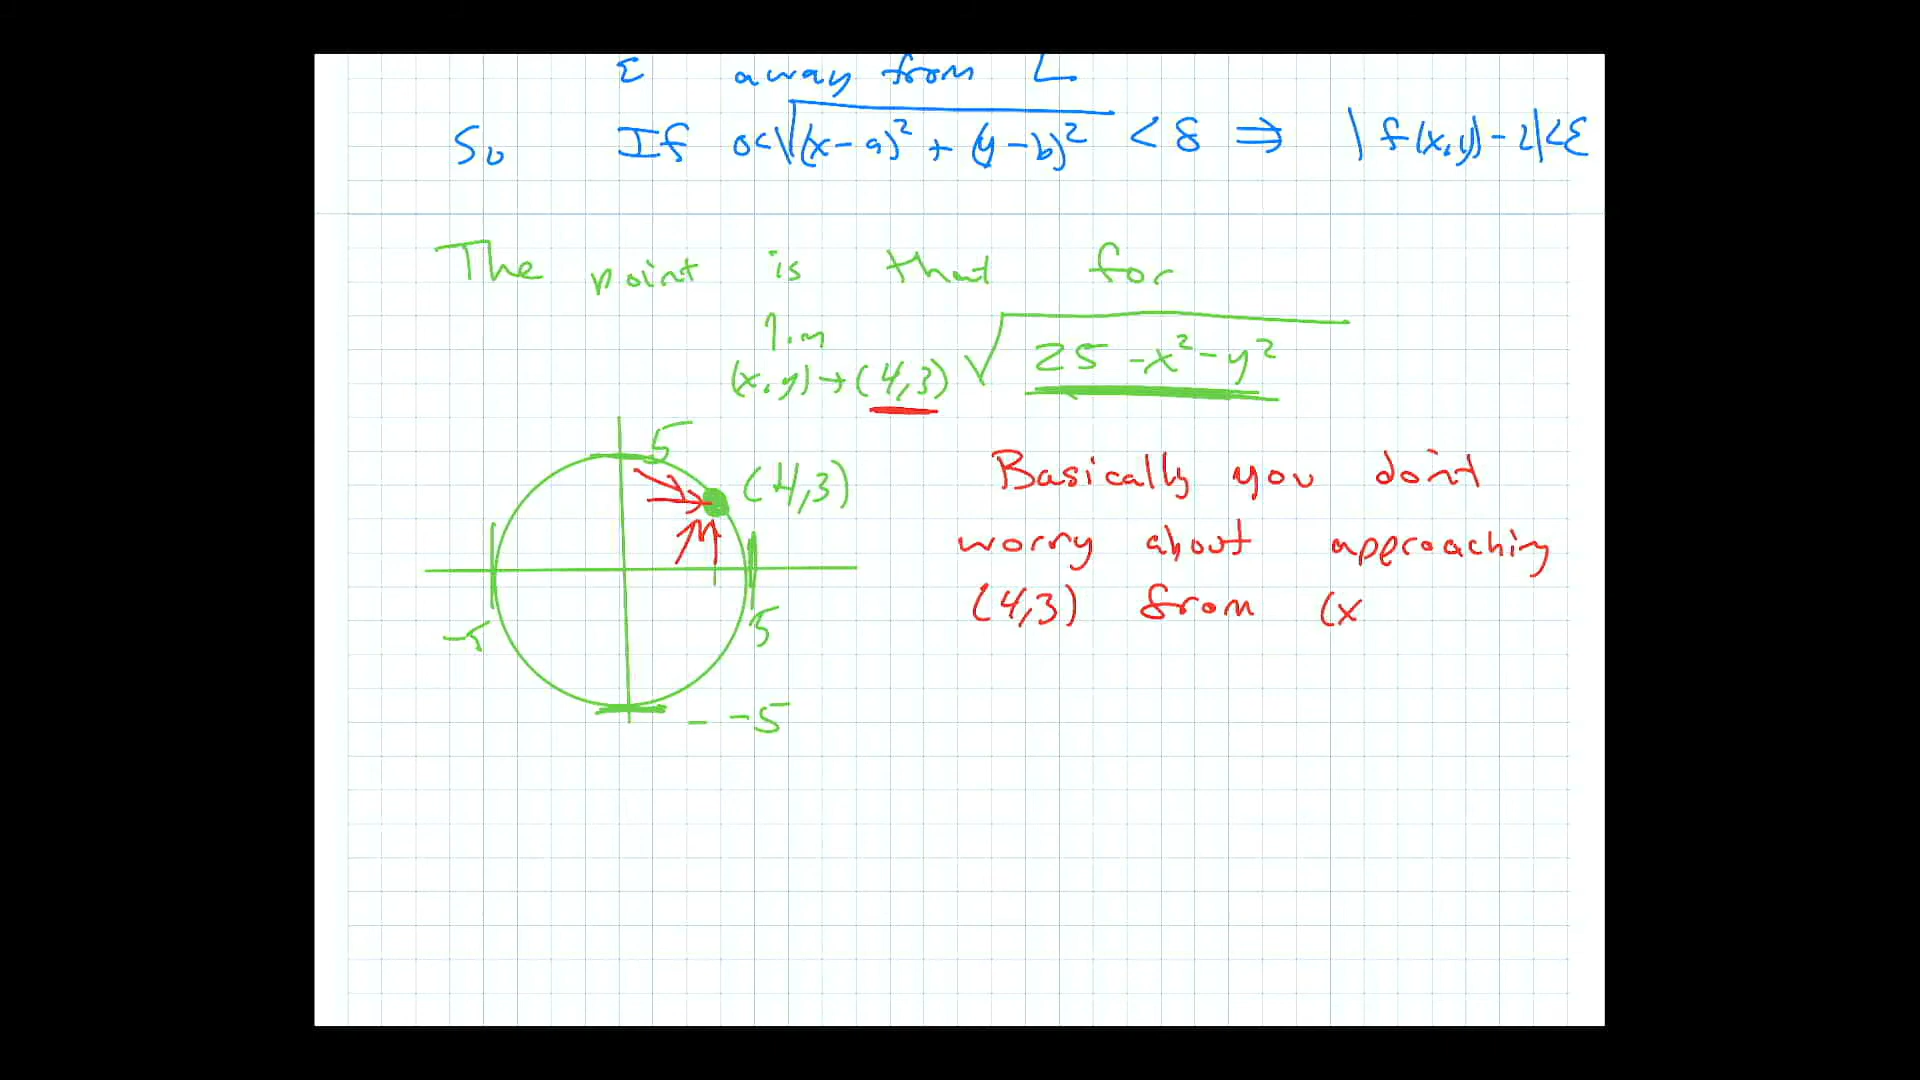 ε away from L
So If 0<√(x-a)² + (y-b)² < δ ⇒ |f(x,y)-L|<ε
The point is that for
lim
(x,y)→(4,3) √25-x²-y²
5
(4,3)
Basically you don't
worry about approaching
(4,3) from (x
-5
5
- -5